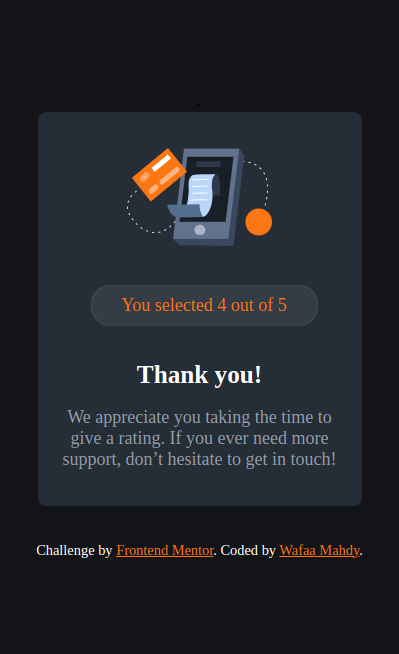 You selected 4 out of 5
Thank you!
We appreciate you taking the time to
give a rating. If you ever need more
support, don’t hesitate to get in touch!
Challenge by Frontend Mentor. Coded by Wafaa Mahdy.